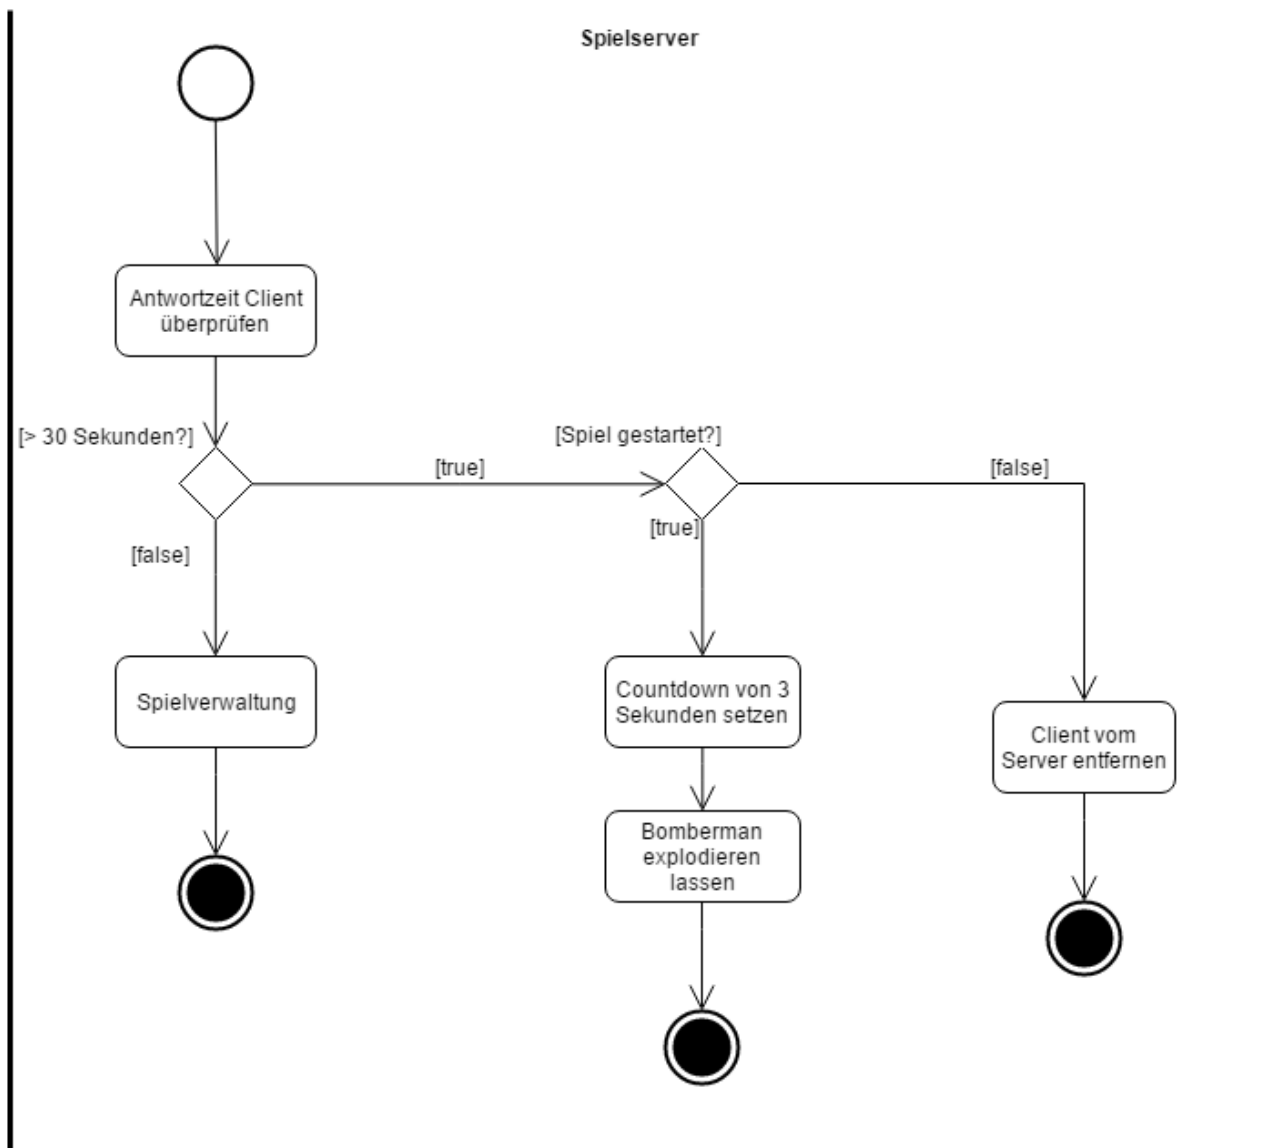 Spielserver
Antwortzeit Client
überprüfen
[> 30 Sekunden?]
[Spiel gestartet?]
[true]
[false]
[true]
[false]
Spielverwaltung
Countdown von 3
Sekunden setzen
Client vom
Server entfernen
Bomberman
explodieren
lassen